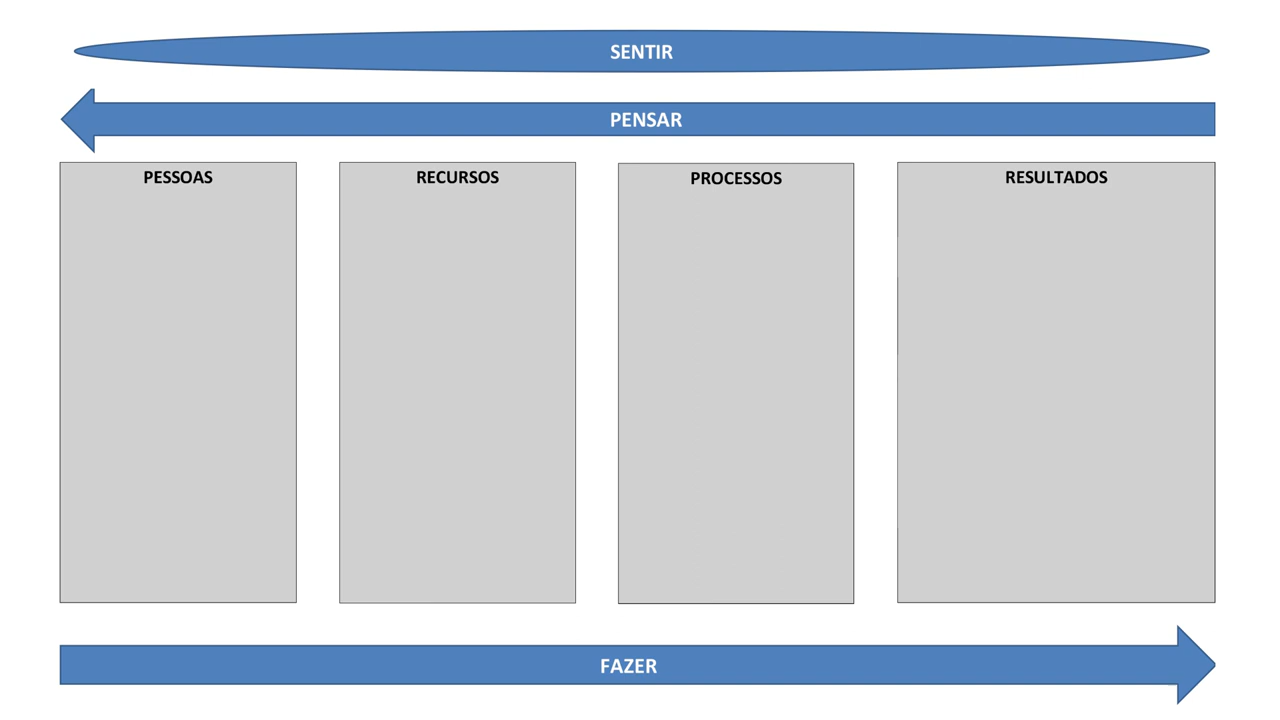 SENTIR
PENSAR
PESSOAS
RECURSOS
PROCESSOS
RESULTADOS
FAZER